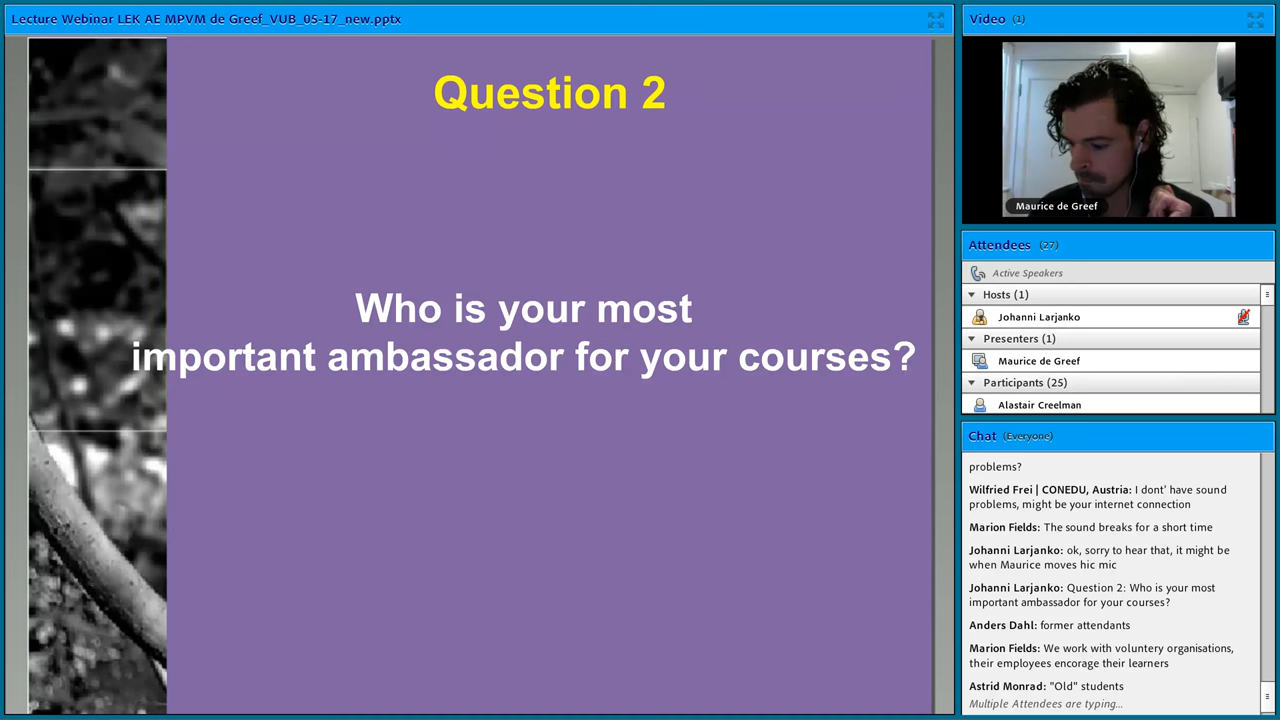 Lecture Webinar LEK AE MPVM de Greef_VUB_05-17_new.pptx
Question 2
Who is your most
important ambassador for your courses?
Video (1)
Maurice de Greef
Attendees (27)
Active Speakers
Hosts (1)
Johanni Larjanko
Presenters (1)
Maurice de Greef
Participants (25)
Alastair Creelman
Chat (Everyone)
problems?
Wilfried Frei | CONEDU, Austria: I dont' have sound
problems, might be your internet connection
Marion Fields: The sound breaks for a short time
Johanni Larjanko: ok, sorry to hear that, it might be
when Maurice moves hic mic
Johanni Larjanko: Question 2: Who is your most
important ambassador for your courses?
Anders Dahl: former attendants
Marion Fields: We work with voluntery organisations,
their employees encorage their learners
Astrid Monrad: "Old" students
Multiple Attendees are typing...